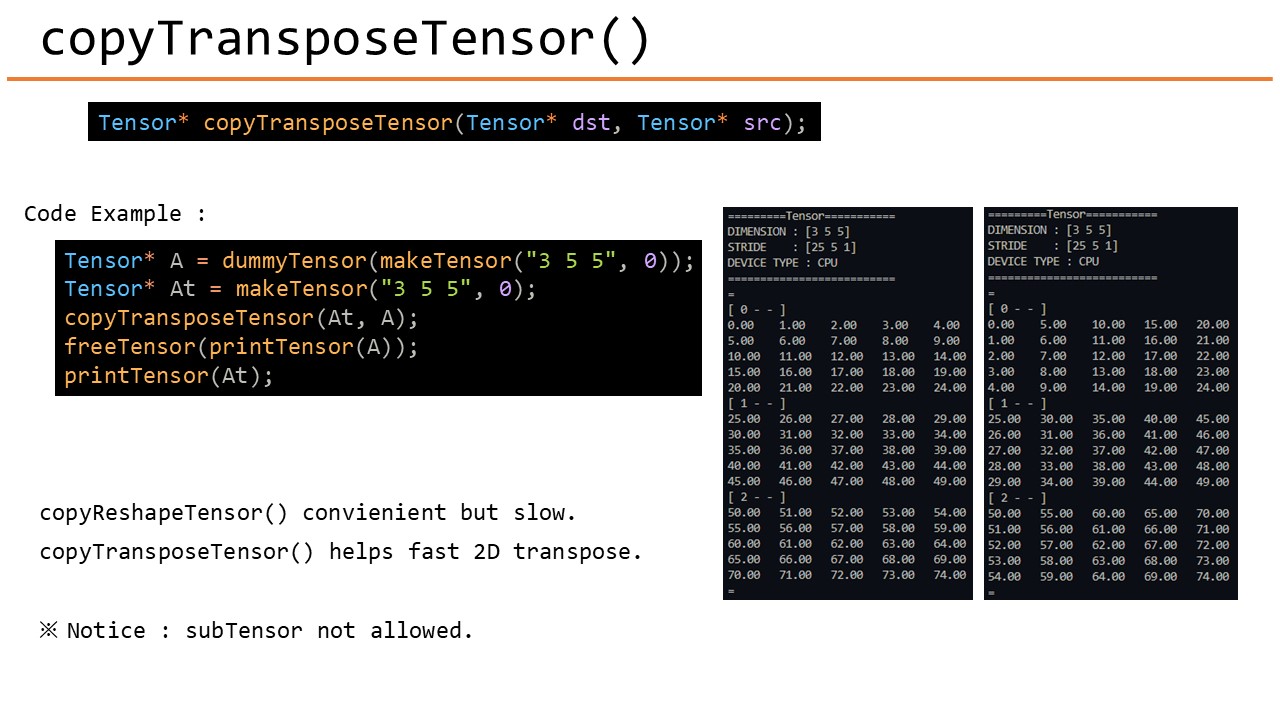 copyTransposeTensor()
Tensor* copyTransposeTensor(Tensor* dst, Tensor* src);
Code Example :
Tensor* A = dummyTensor(makeTensor("3 5 5", 0));
Tensor* At = makeTensor("3 5 5", 0);
copyTransposeTensor(At, A);
freeTensor(printTensor(A));
printTensor(At);
copyReshapeTensor() convienient but slow.
copyTransposeTensor() helps fast 2D transpose.
※ Notice : subTensor not allowed.
=========Tensor===========
DIMENSION : [3 5 5]
STRIDE    : [25 5 1]
DEVICE TYPE : CPU
==========================
=
[ 0 - - ]
0.00 1.00 2.00 3.00 4.00
5.00 6.00 7.00 8.00 9.00
10.00 11.00 12.00 13.00 14.00
15.00 16.00 17.00 18.00 19.00
20.00 21.00 22.00 23.00 24.00
[ 1 - - ]
25.00 26.00 27.00 28.00 29.00
30.00 31.00 32.00 33.00 34.00
35.00 36.00 37.00 38.00 39.00
40.00 41.00 42.00 43.00 44.00
45.00 46.00 47.00 48.00 49.00
[ 2 - - ]
50.00 51.00 52.00 53.00 54.00
55.00 56.00 57.00 58.00 59.00
60.00 61.00 62.00 63.00 64.00
65.00 66.00 67.00 68.00 69.00
70.00 71.00 72.00 73.00 74.00
=
=========Tensor===========
DIMENSION : [3 5 5]
STRIDE    : [25 5 1]
DEVICE TYPE : CPU
==========================
=
[ 0 - - ]
0.00 5.00 10.00 15.00 20.00
1.00 6.00 11.00 16.00 21.00
2.00 7.00 12.00 17.00 22.00
3.00 8.00 13.00 18.00 23.00
4.00 9.00 14.00 19.00 24.00
[ 1 - - ]
25.00 30.00 35.00 40.00 45.00
26.00 31.00 36.00 41.00 46.00
27.00 32.00 37.00 42.00 47.00
28.00 33.00 38.00 43.00 48.00
29.00 34.00 39.00 44.00 49.00
[ 2 - - ]
50.00 55.00 60.00 65.00 70.00
51.00 56.00 61.00 66.00 71.00
52.00 57.00 62.00 67.00 72.00
53.00 58.00 63.00 68.00 73.00
54.00 59.00 64.00 69.00 74.00
=